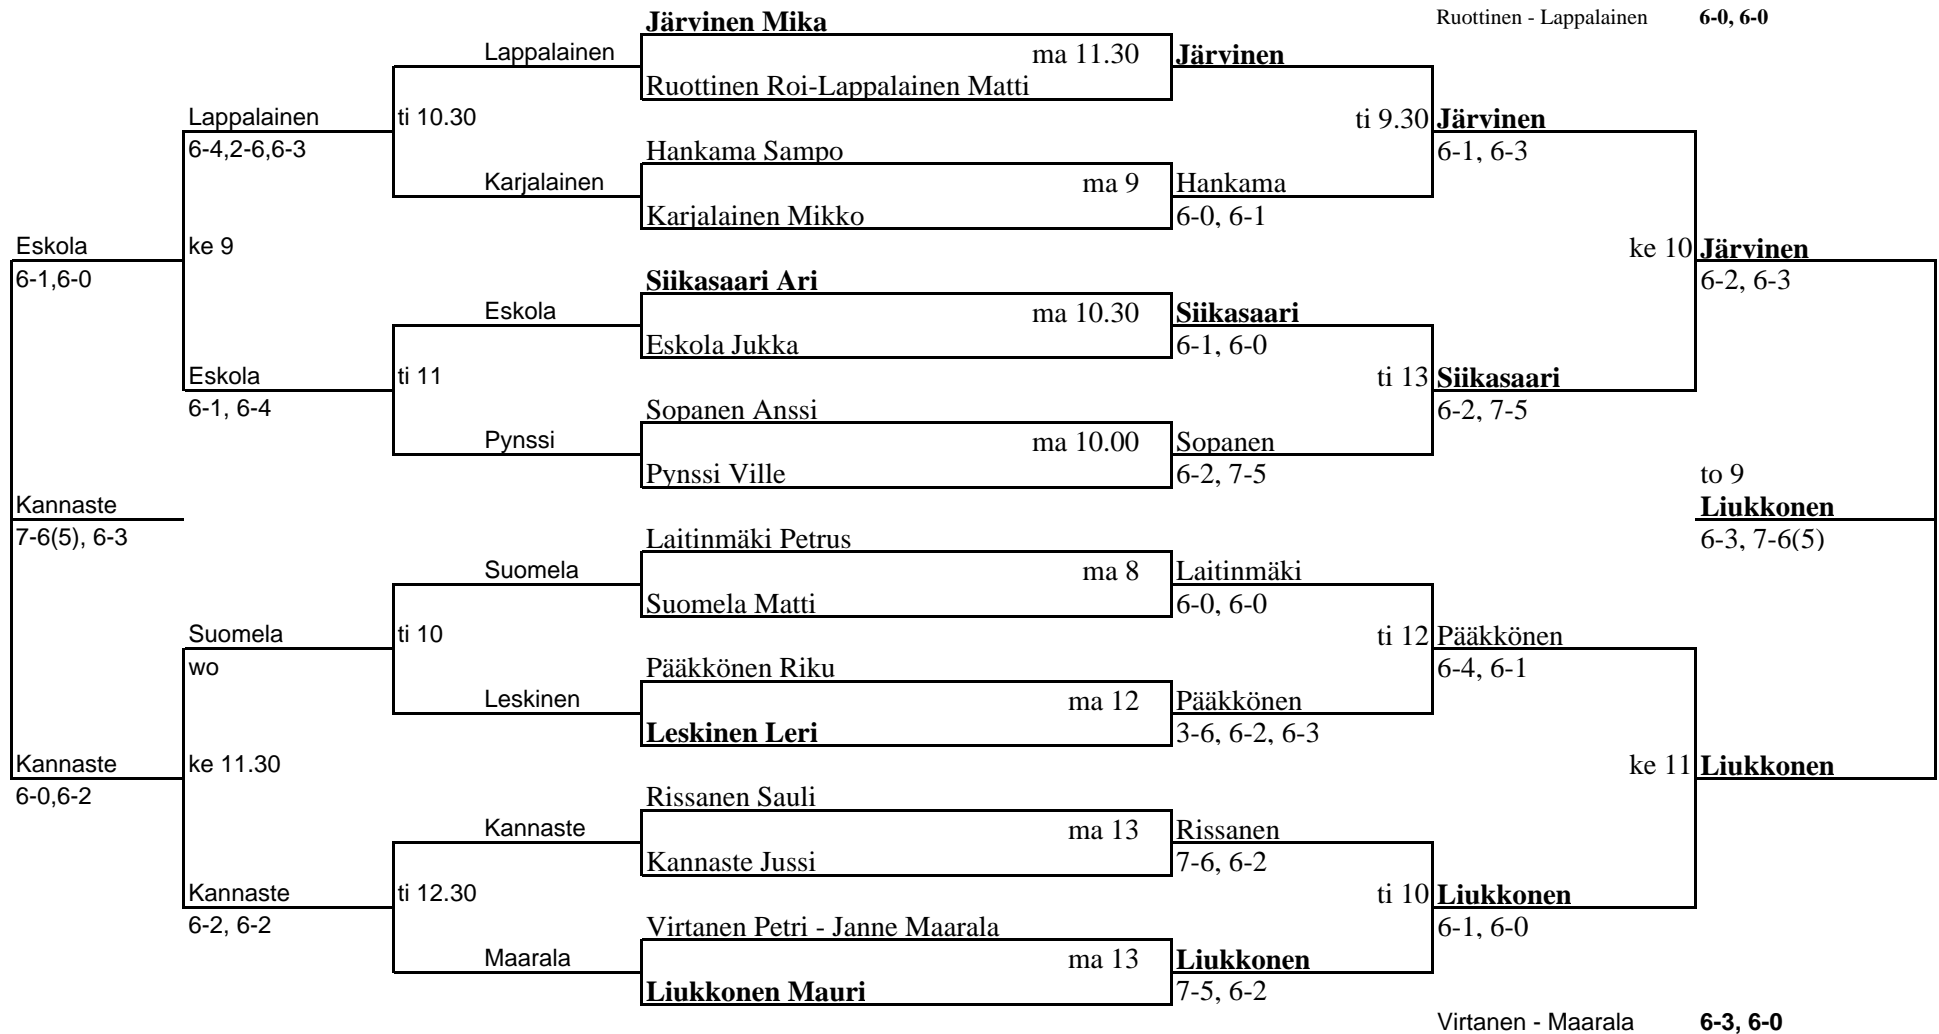 Järvinen Mika
Ruottinen - Lappalainen 6-0, 6-0
Lappalainen ma 11.30 Järvinen
Ruottinen Roi-Lappalainen Matti
Lappalainen ti 10.30 ti 9.30 Järvinen
6-4,2-6,6-3 Hankama Sampo 6-1, 6-3
Karjalainen ma 9 Hankama
Karjalainen Mikko 6-0, 6-1
Eskola ke 9 ke 10 Järvinen
6-1,6-0 Siikasaari Ari 6-2, 6-3
Eskola ma 10.30 Siikasaari
Eskola Jukka 6-1, 6-0
Eskola ti 11 ti 13 Siikasaari
6-1, 6-4 Sopanen Anssi 6-2, 7-5
Pynssi ma 10.00 Sopanen
Pynssi Ville 6-2, 7-5 to 9
Kannaste Liukkonen
7-6(5), 6-3 Laitinmäki Petrus 6-3, 7-6(5)
Suomela ma 8 Laitinmäki
Suomela Matti 6-0, 6-0
Suomela ti 10 ti 12 Pääkkönen
wo Pääkkönen Riku 6-4, 6-1
Leskinen ma 12 Pääkkönen
Leskinen Leri 3-6, 6-2, 6-3
Kannaste ke 11.30 ke 11 Liukkonen
6-0,6-2 Rissanen Sauli
Kannaste ma 13 Rissanen
Kannaste Jussi 7-6, 6-2
Kannaste ti 12.30 ti 10 Liukkonen
6-2, 6-2 Virtanen Petri - Janne Maarala 6-1, 6-0
Maarala ma 13 Liukkonen
Liukkonen Mauri 7-5, 6-2
Virtanen - Maarala 6-3, 6-0